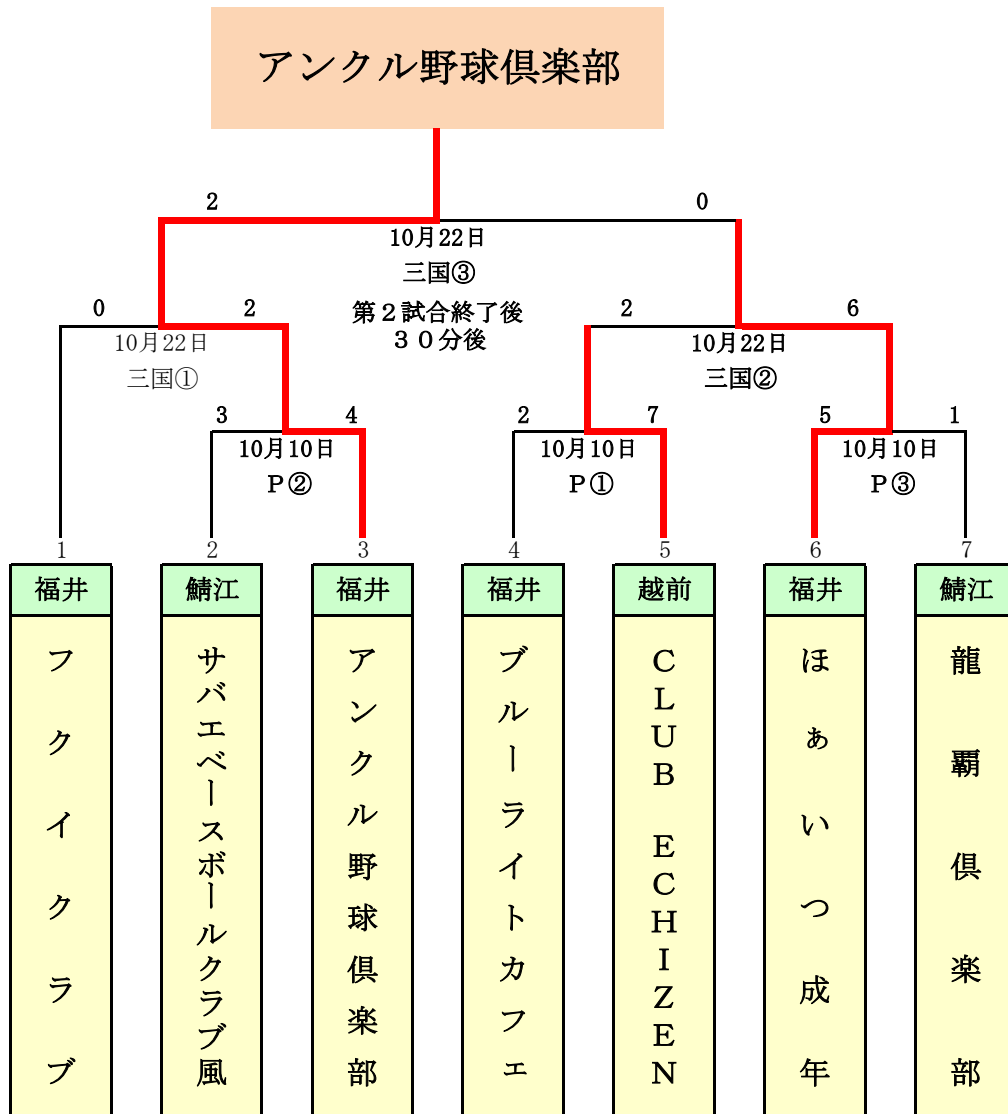 アンクル野球倶楽部
2
0
10月22日
三国③
0
2
第２試合終了後
３０分後
2
6
10月22日
三国①
10月22日
三国②
3
4
2
7
5
1
10月10日
Ｐ②
10月10日
Ｐ①
10月10日
Ｐ③
1
2
3
4
5
6
7
福井
鯖江
福井
福井
越前
福井
鯖江
フクイクラブ
サバエベースボールクラブ風
アンクル野球倶楽部
ブルーライトカフェ
ＣＬＵＢ　ＥＣＨＩＺＥＮ
ほぁいつ成年
龍覇倶楽部